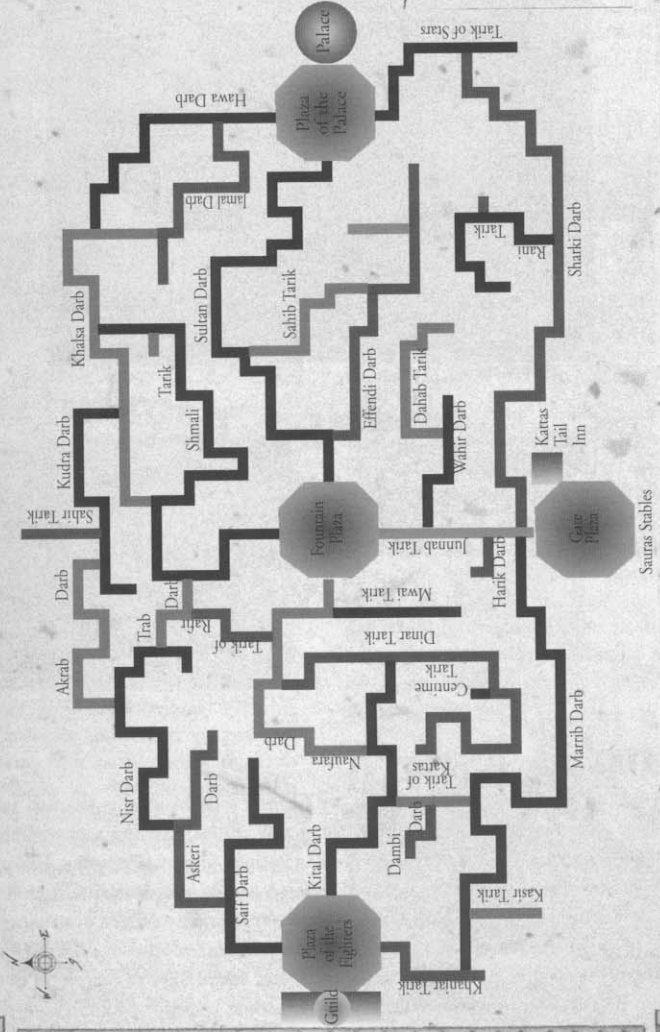 Tarik of Stars
Palace
Plaza
of the
Palace
Hawa Darb
Jamal Darb
Tarik
Rani
Sharki Darb
Sultan Darb
Sahib Tarik
Khalsa Darb
Tarik
Shmali
Effendi Darb
Dahab Tarik
Kudra Darb
Wahir Darb
Kattas
Tail
Inn
Sahir Tarik
Fountain
Plaza
Junnab Tarik
Gate
Plaza
Sauras Stables
Harik Darb
Darb
Akrab
Darb
Trab
Rafir
Tarik of
Mwai Tarik
Dinar Tarik
Tarik
Centime
Darb
Naufara
Kattas
Tarik of
Marrib Darb
Nisr Darb
Darb
Askeri
Darb
Dambi
Kital Darb
Saif Darb
Kasir Tarik
Plaza
of the
Fighters
Khanjar Tarik
Guild
N
E
S
W